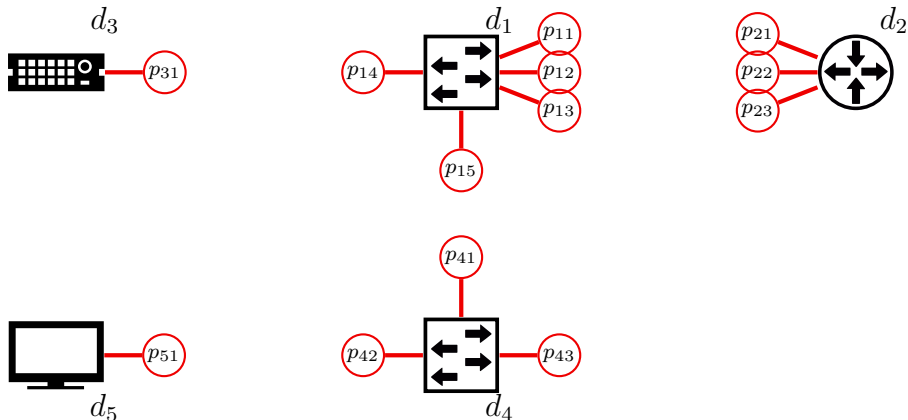 d₃ d₁ d₂
p₁₁ p₂₁
p₃₁ p₁₄ p₁₂ p₂₂
p₁₃ p₂₃
p₁₅
p₄₁
p₅₁ p₄₂ p₄₃
d₅ d₄